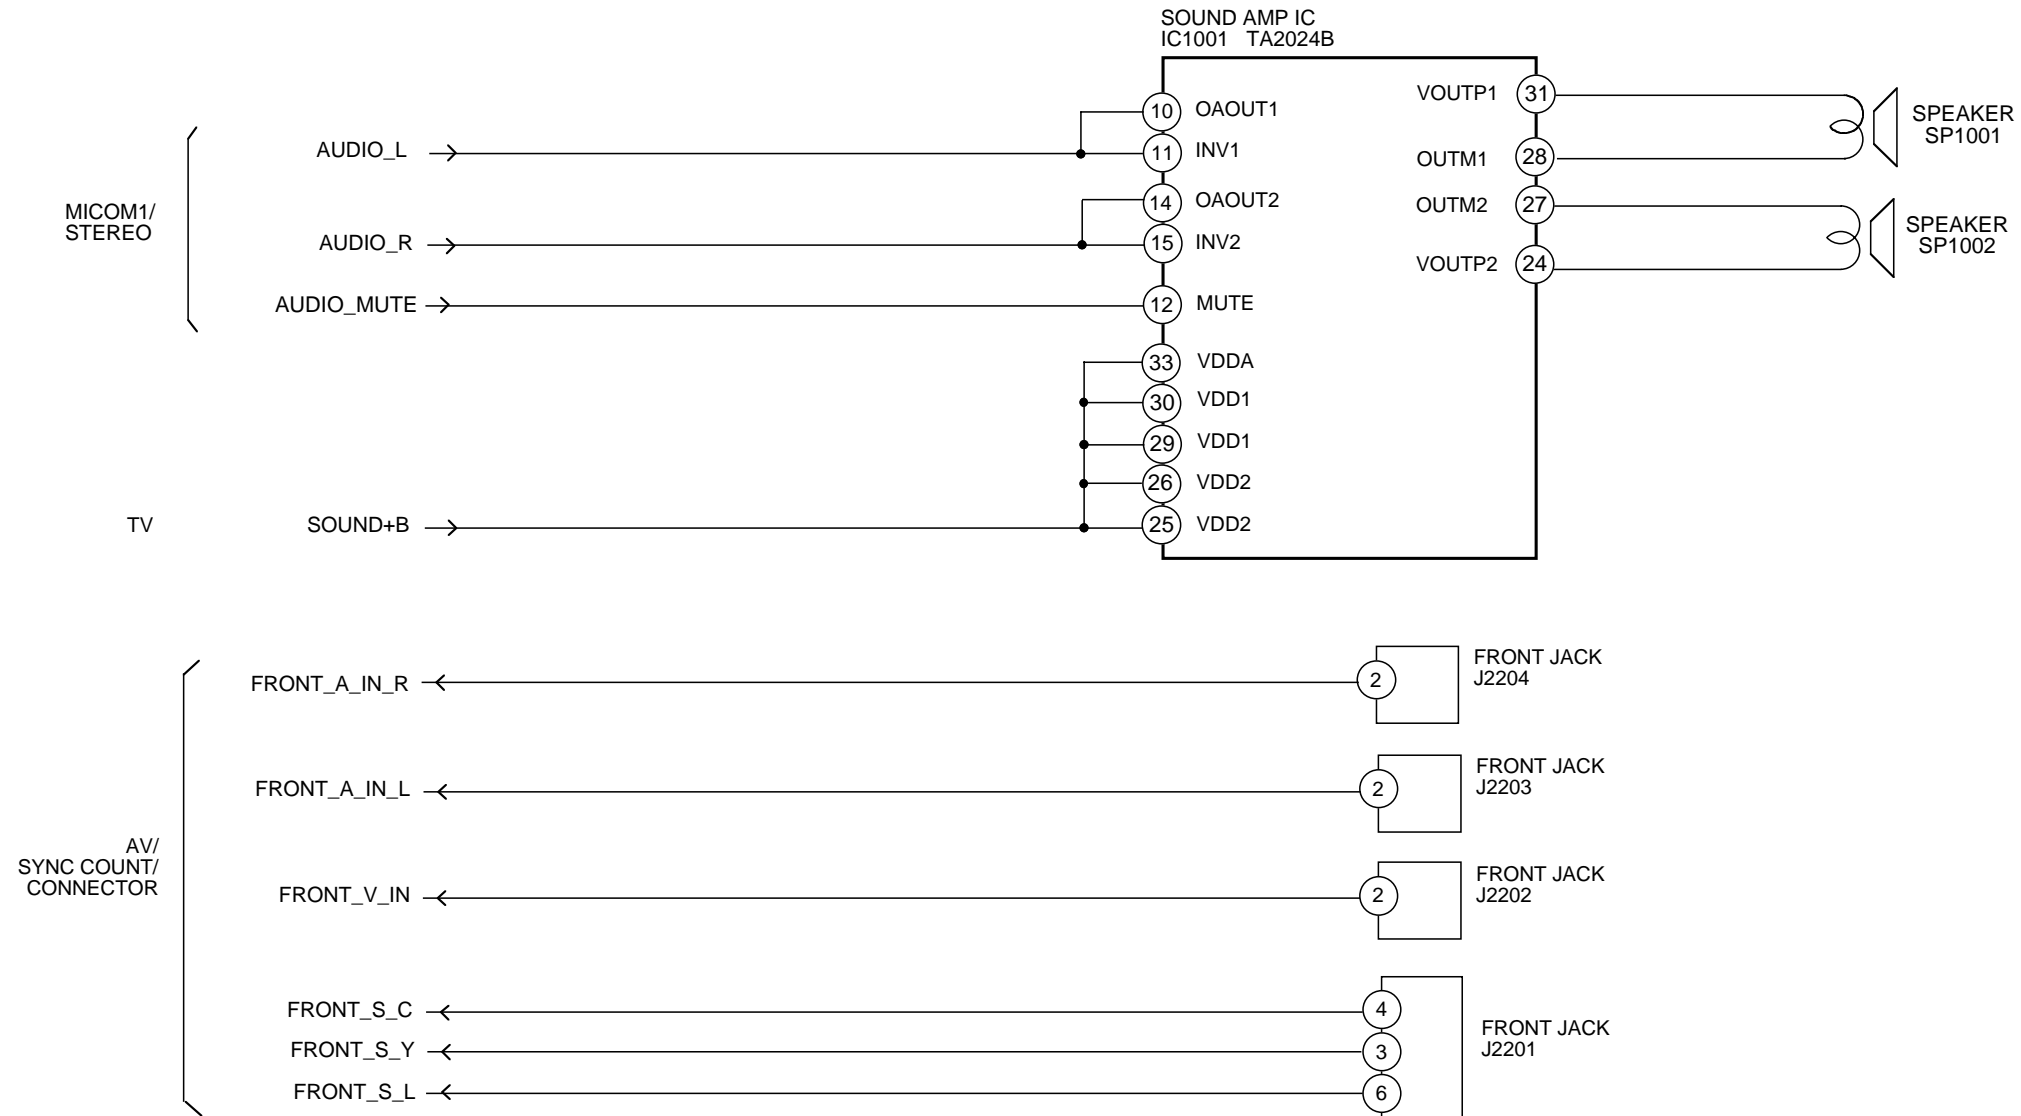 SOUND AMP IC
IC1001 TA2024B
MICOM1/
STEREO
AUDIO_L
AUDIO_R
AUDIO_MUTE
10 OAOUT1
11 INV1
14 OAOUT2
15 INV2
12 MUTE
33 VDDA
30 VDD1
29 VDD1
26 VDD2
25 VDD2
VOUTP1 31
OUTM1 28
OUTM2 27
VOUTP2 24
SPEAKER
SP1001
SPEAKER
SP1002
TV
SOUND+B
AV/
SYNC COUNT/
CONNECTOR
FRONT_A_IN_R
2
FRONT JACK
J2204
FRONT_A_IN_L
2
FRONT JACK
J2203
FRONT_V_IN
2
FRONT JACK
J2202
FRONT_S_C
4
FRONT_S_Y
3
FRONT_S_L
6
FRONT JACK
J2201